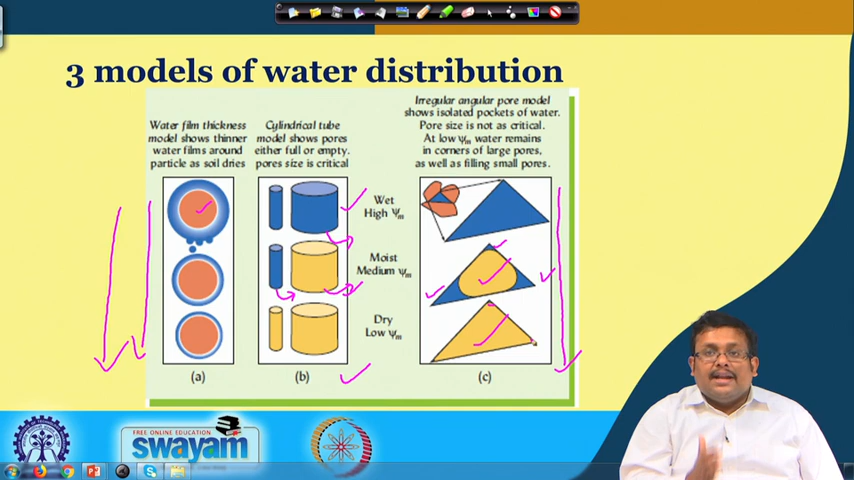 3 models of water distribution
Water film thickness
model shows thinner
water films around
particle as soil dries
Cylindrical tube
model shows pores
either full or empty.
pores size is critical
Irregular angular pore model
shows isolated pockets of water.
Pore size is not as critical.
At low ψm water remains
in corners of large pores,
as well as filling small pores.
Wet
High ψm
Moist
Medium ψm
Dry
Low ψm
(a)
(b)
(c)
FREE ONLINE EDUCATION
swayam